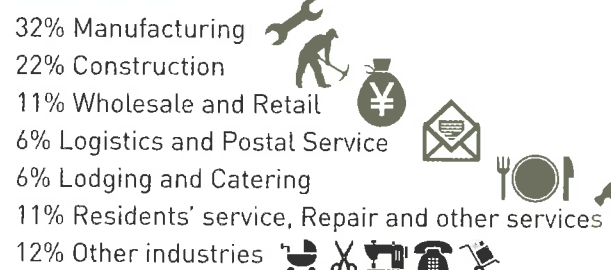 32% Manufacturing
22% Construction
¥
11% Wholesale and Retail
6% Logistics and Postal Service
6% Lodging and Catering
11% Residents' service, Repair and other services
12% Other industries